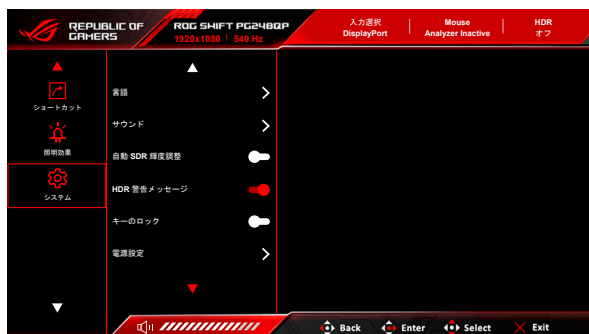 REPUBLIC OF
GAMERS
ROG SWIFT PG248QP
1920x1080 | 540 Hz
入力選択
DisplayPort
Mouse
Analyzer Inactive
HDR
オフ
ショートカット
照明効果
システム
言語
サウンド
自動 SDR 輝度調整
HDR 警告メッセージ
キーのロック
電源設定
Back
Enter
Select
Exit